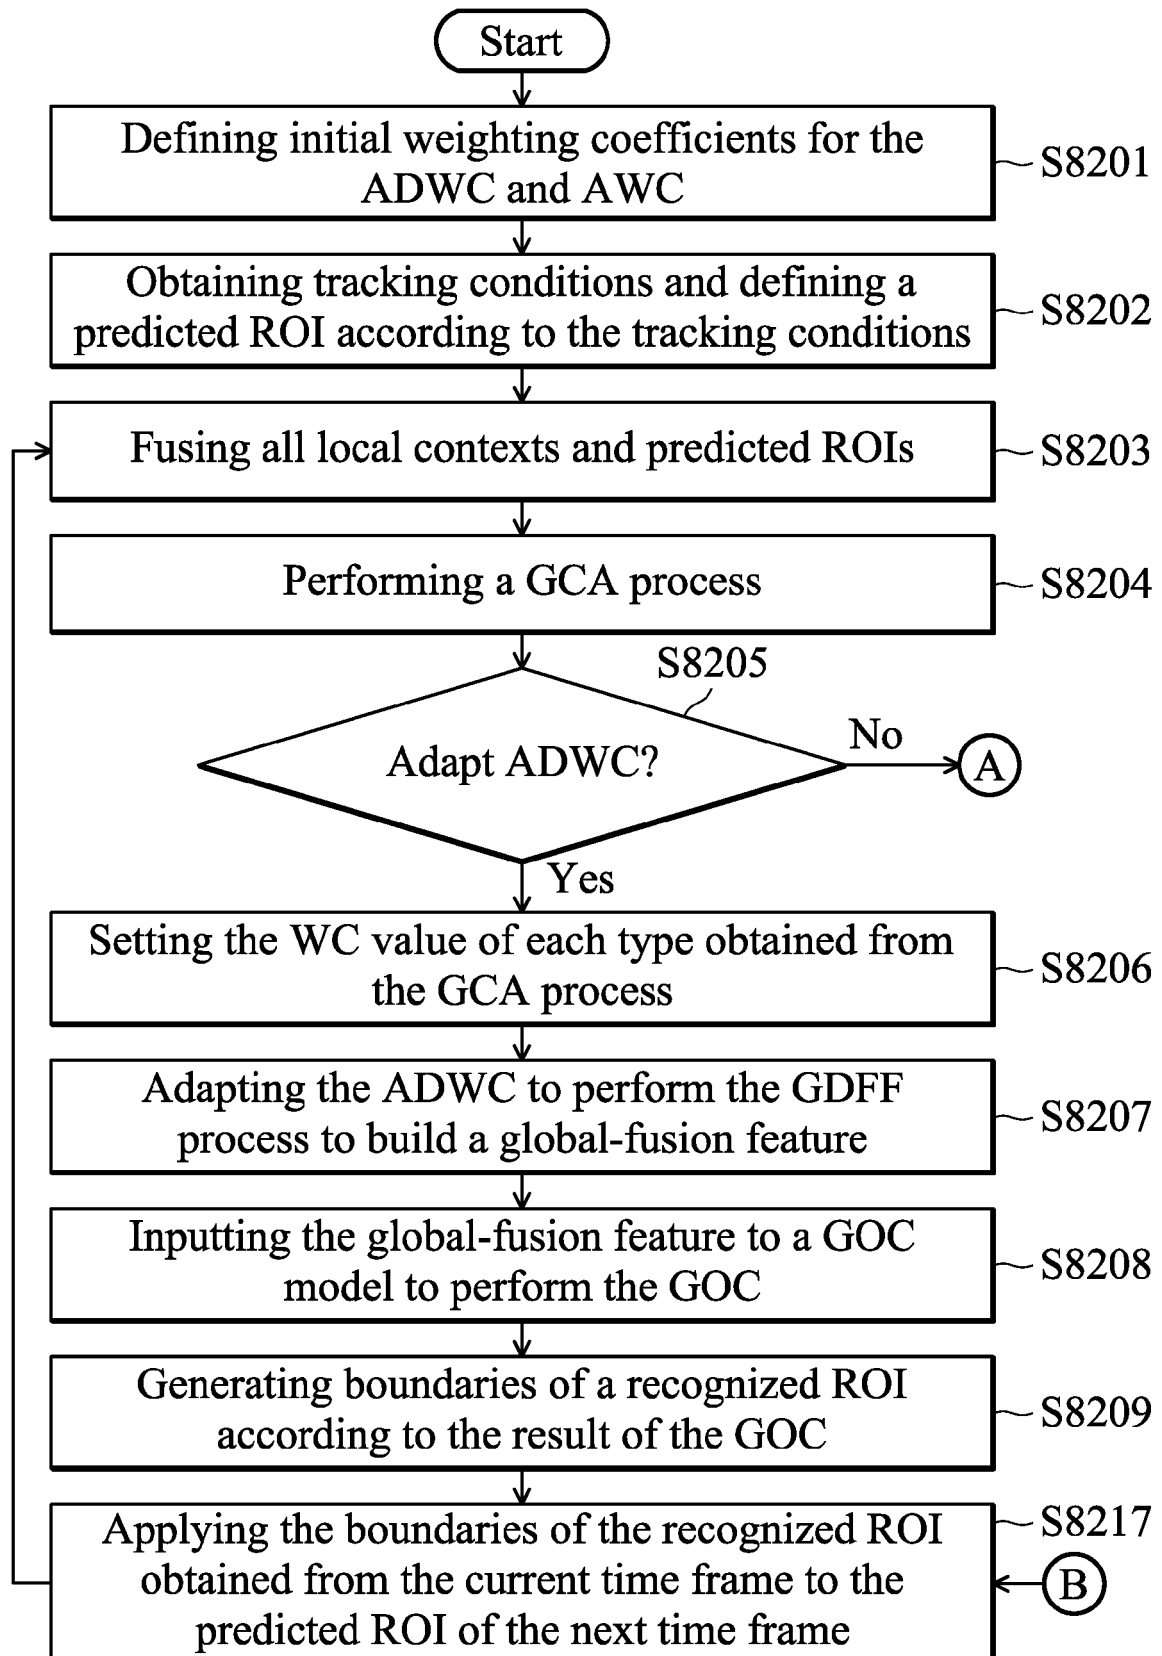 Start
Defining initial weighting coefficients for the
ADWC and AWC
S8201
Obtaining tracking conditions and defining a
predicted ROI according to the tracking conditions
S8202
Fusing all local contexts and predicted ROIs
S8203
Performing a GCA process
S8204
S8205
Adapt ADWC?
No
A
Yes
Setting the WC value of each type obtained from
the GCA process
S8206
Adapting the ADWC to perform the GDFF
process to build a global-fusion feature
S8207
Inputting the global-fusion feature to a GOC
model to perform the GOC
S8208
Generating boundaries of a recognized ROI
according to the result of the GOC
S8209
Applying the boundaries of the recognized ROI
obtained from the current time frame to the
predicted ROI of the next time frame
S8217
B